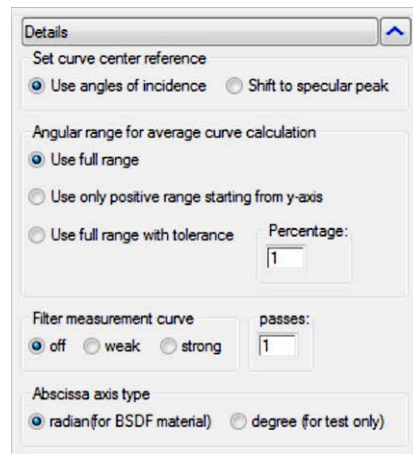 Details
Set curve center reference
Use angles of incidence Shift to specular peak
Angular range for average curve calculation
Use full range
Use only positive range starting from y-axis
Use full range with tolerance
Percentage:
1
Filter measurement curve
off weak strong
passes:
1
Abscissa axis type
radian(for BSDF material) degree (for test only)